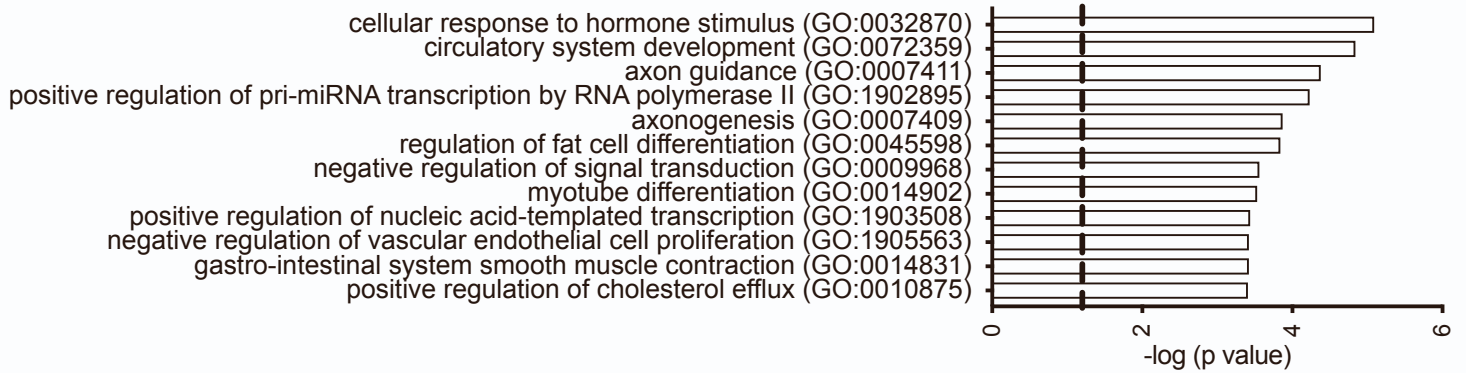 cellular response to hormone stimulus (GO:0032870)
circulatory system development (GO:0072359)
axon guidance (GO:0007411)
positive regulation of pri-miRNA transcription by RNA polymerase II (GO:1902895)
axonogenesis (GO:0007409)
regulation of fat cell differentiation (GO:0045598)
negative regulation of signal transduction (GO:0009968)
myotube differentiation (GO:0014902)
positive regulation of nucleic acid-templated transcription (GO:1903508)
negative regulation of vascular endothelial cell proliferation (GO:1905563)
gastro-intestinal system smooth muscle contraction (GO:0014831)
positive regulation of cholesterol efflux (GO:0010875)
0 2 4 6
-log (p value)